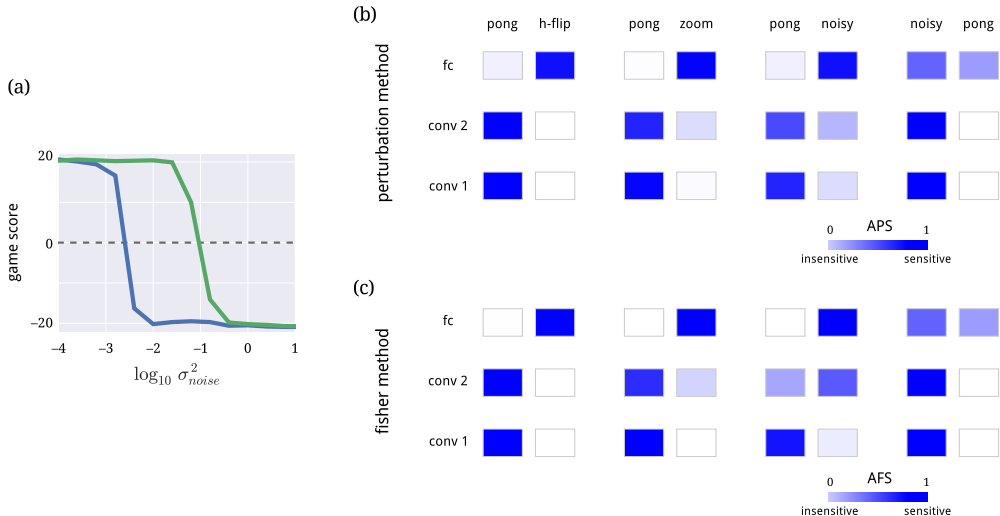 (a)
20
0
−20
game score
−4 −3 −2 −1 0 1
log₁₀ σ²noise
(b)
pong h-flip pong zoom pong noisy noisy pong
perturbation method
fc
conv 2
conv 1
0 APS 1
insensitive sensitive
(c)
fisher method
fc
conv 2
conv 1
0 AFS 1
insensitive sensitive